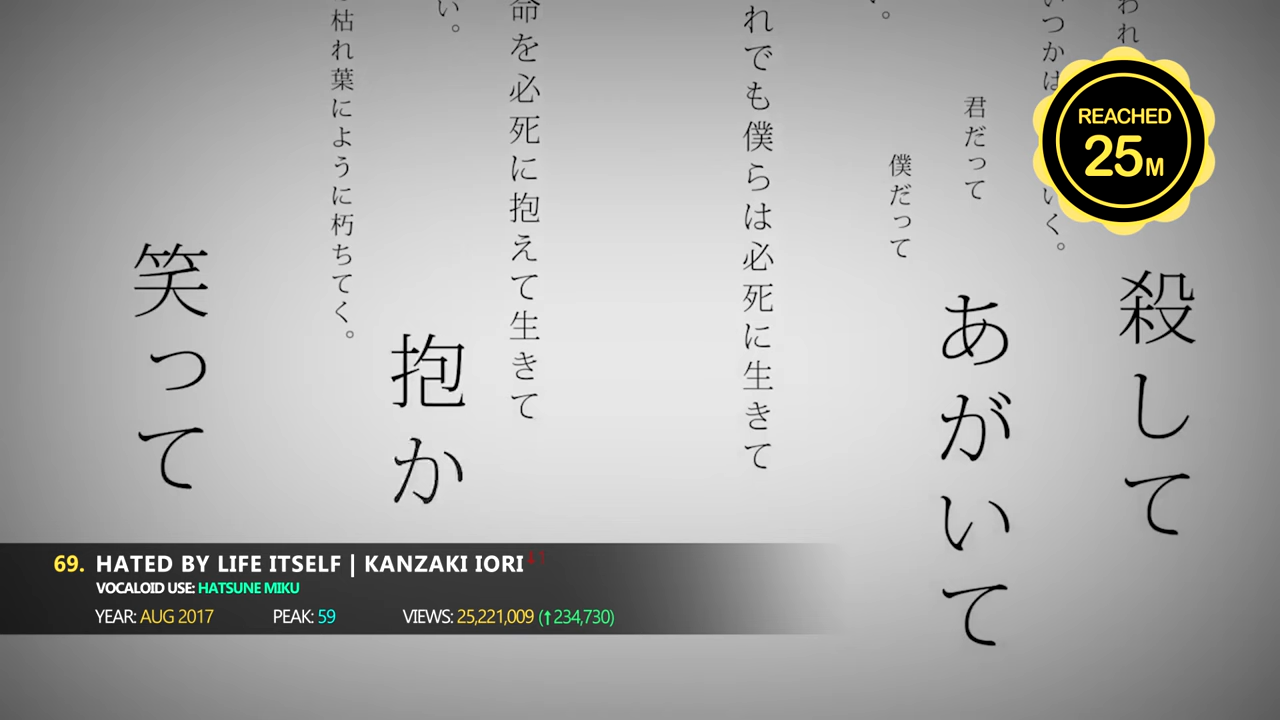 われ
いつかは
いく。
殺して
君だって
あがいて
僕だって
れでも僕らは必死に生きて
命を必死に抱えて生きて
い。
抱か
枯れ葉にように朽ちてく。
笑って
REACHED
25M
69. HATED BY LIFE ITSELF | KANZAKI IORI
VOCALOID USE: HATSUNE MIKU
YEAR: AUG 2017 PEAK: 59 VIEWS: 25,221,009 (↑234,730)